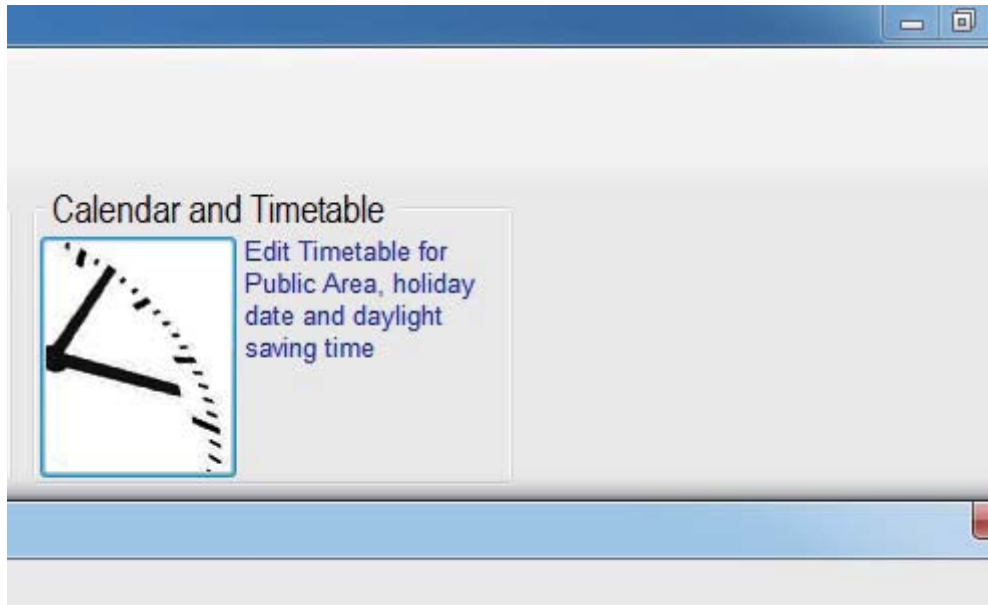 Calendar and Timetable
Edit Timetable for
Public Area, holiday
date and daylight
saving time